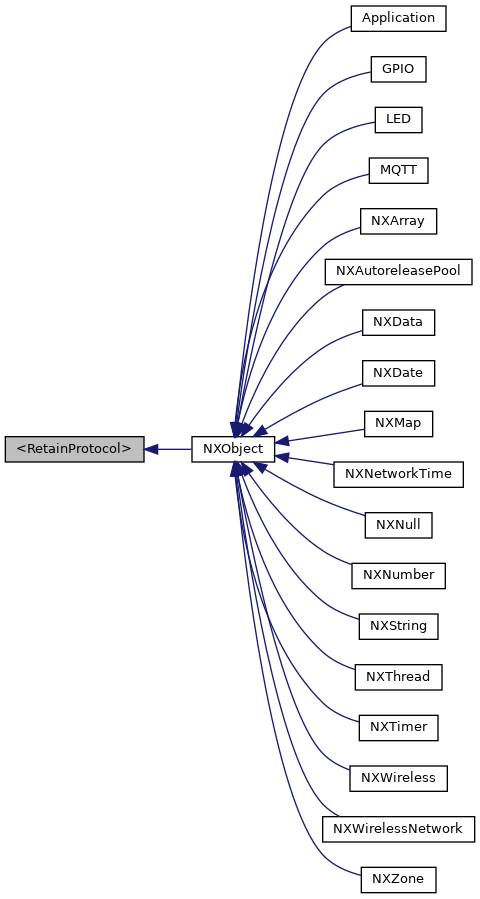 Application
GPIO
LED
MQTT
NXArray
NXAutoreleasePool
NXData
NXDate
NXMap
<RetainProtocol>
NXObject
NXNetworkTime
NXNull
NXNumber
NXString
NXThread
NXTimer
NXWireless
NXWirelessNetwork
NXZone